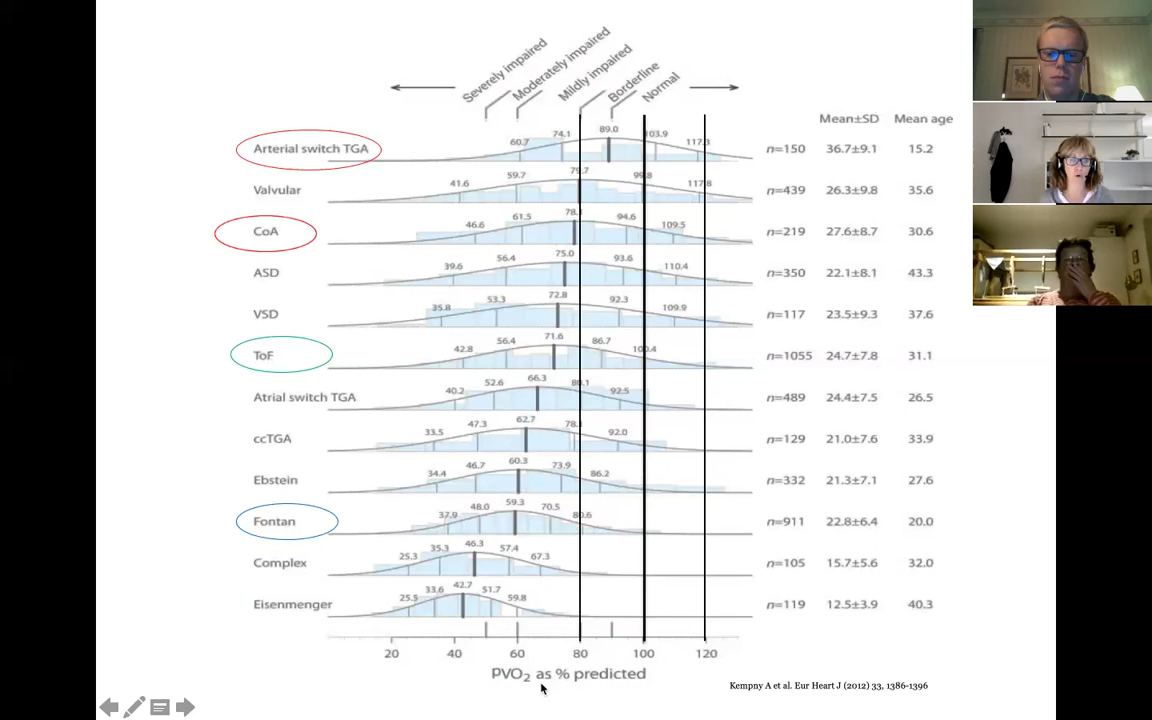 Severely impaired
Moderately impaired
Mildly impaired
Borderline
Normal
Mean±SD Mean age
60.7 74.1 89.0 103.9
Arterial switch TGA n=150 36.7±9.1 15.2
41.6 59.7 79.7 99.8 117.8
Valvular n=439 26.3±9.8 35.6
46.6 61.5 94.6 109.5
CoA n=219 27.6±8.7 30.6
39.6 56.4 75.0 93.6 110.4
ASD n=350 22.1±8.1 43.3
35.8 53.3 72.8 92.3 109.9
VSD n=117 23.5±9.3 37.6
42.8 56.4 71.6 86.7 100.4
ToF n=1055 24.7±7.8 31.1
40.2 52.6 66.3 80.1 92.5
Atrial switch TGA n=489 24.4±7.5 26.5
33.5 47.3 62.7 92.0
ccTGA n=129 21.0±7.6 33.9
34.4 46.7 60.3 73.9 86.2
Ebstein n=332 21.3±7.1 27.6
37.9 48.0 59.3 70.5 80.6
Fontan n=911 22.8±6.4 20.0
25.3 35.3 46.3 57.4 67.3
Complex n=105 15.7±5.6 32.0
25.5 33.6 42.7 51.7 59.8
Eisenmenger n=119 12.5±3.9 40.3
20 40 60 80 100 120
PVO₂ as % predicted
Kempny A et al. Eur Heart J (2012) 33, 1386-1396